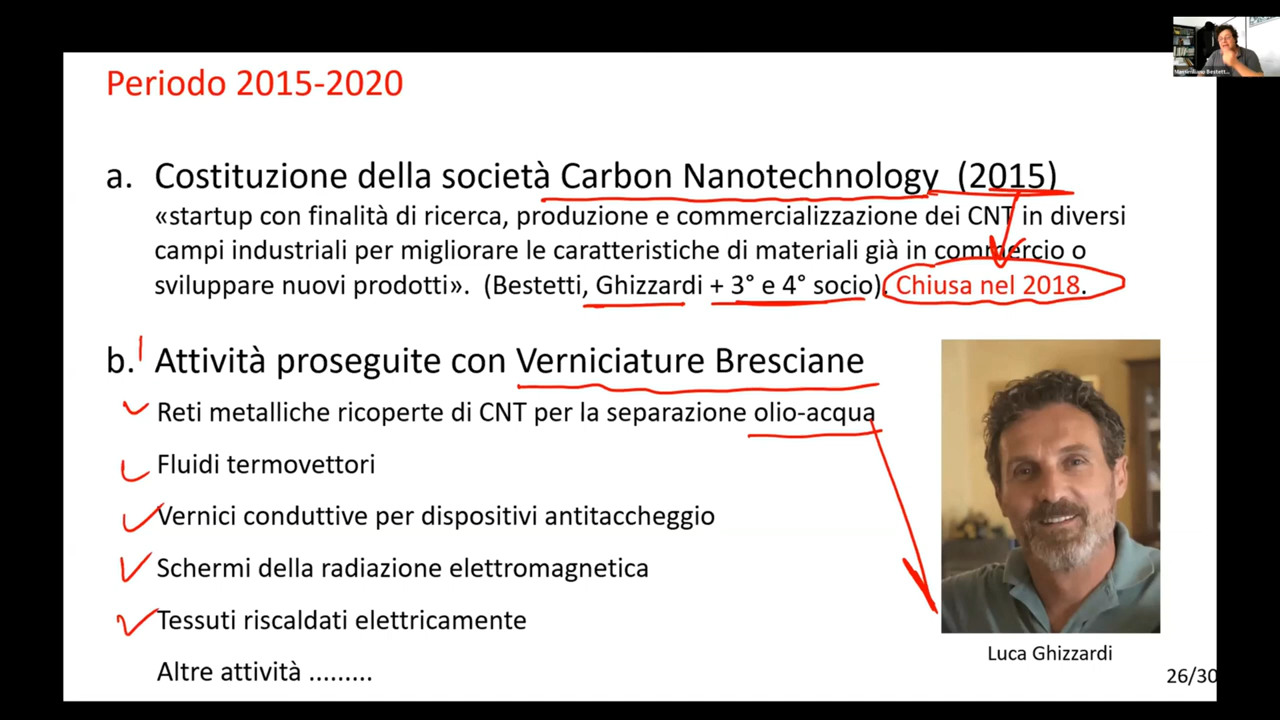 Periodo 2015-2020
a. Costituzione della società Carbon Nanotechnology (2015)
«startup con finalità di ricerca, produzione e commercializzazione dei CNT in diversi
campi industriali per migliorare le caratteristiche di materiali già in commercio o
sviluppare nuovi prodotti». (Bestetti, Ghizzardi + 3° e 4° socio). Chiusa nel 2018.
b. Attività proseguite con Verniciature Bresciane
Reti metalliche ricoperte di CNT per la separazione olio-acqua
Fluidi termovettori
Vernici conduttive per dispositivi antitaccheggio
Schermi della radiazione elettromagnetica
Tessuti riscaldati elettricamente
Altre attività .........
Luca Ghizzardi
26/30